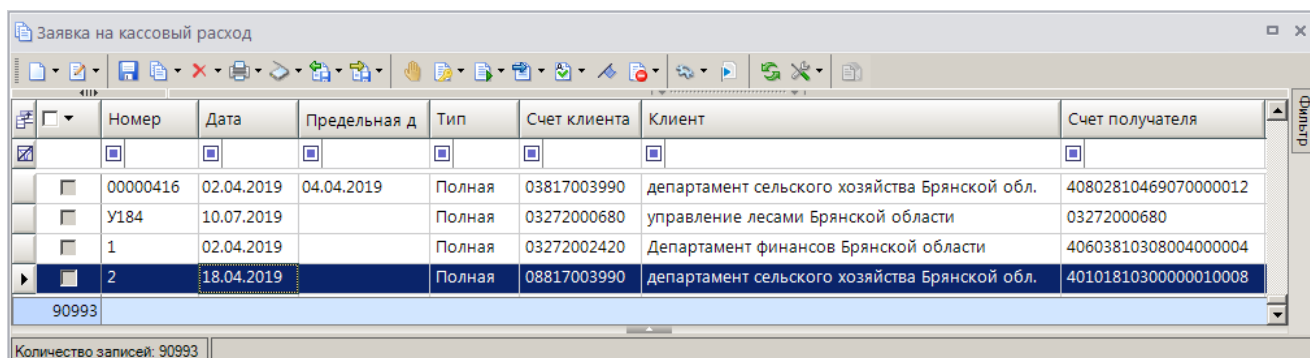 Заявка на кассовый расход
Номер Дата Предельная д Тип Счет клиента Клиент Счет получателя
00000416 02.04.2019 04.04.2019 Полная 03817003990 департамент сельского хозяйства Брянской обл. 40802810469070000012
У184 10.07.2019 Полная 03272000680 управление лесами Брянской области 03272000680
1 02.04.2019 Полная 03272002420 Департамент финансов Брянской области 40603810308004000004
2 18.04.2019 Полная 08817003990 департамент сельского хозяйства Брянской обл. 40101810300000010008
90993
Количество записей: 90993
Фильтр